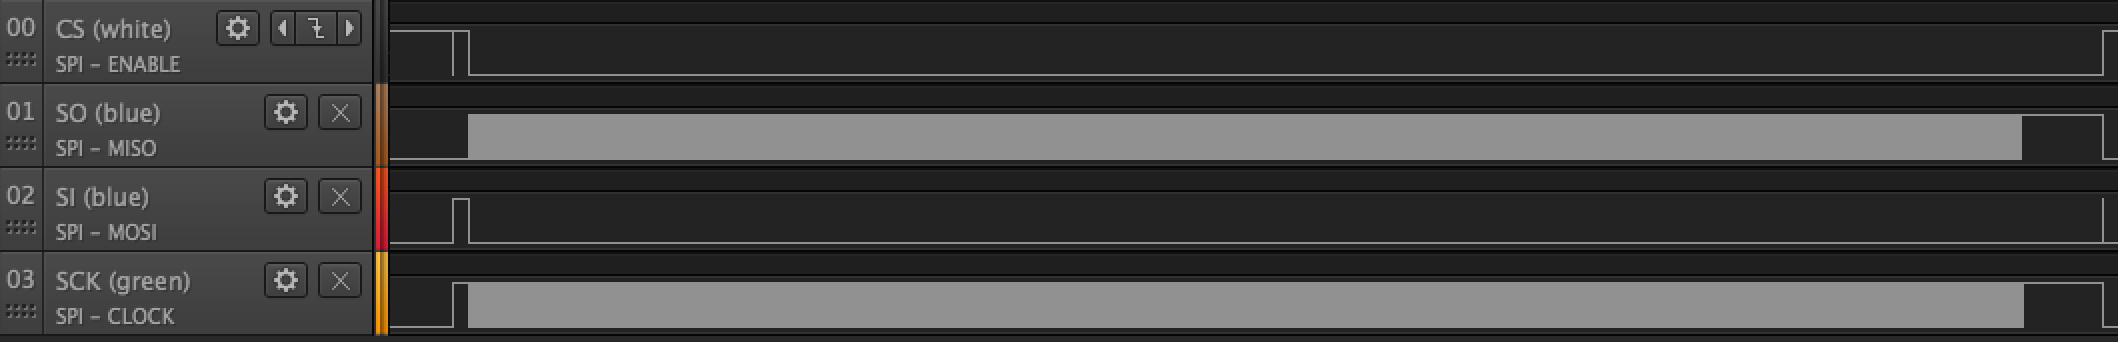 00 CS (white)
SPI – ENABLE
01 SO (blue)
SPI – MISO
02 SI (blue)
SPI – MOSI
03 SCK (green)
SPI – CLOCK